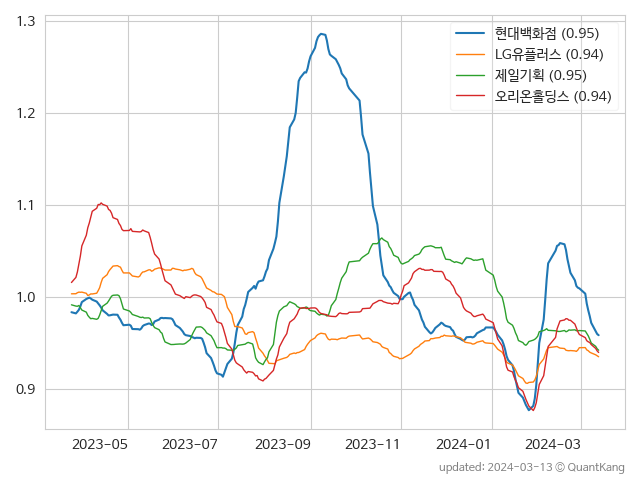 1.3
1.2
1.1
1.0
0.9
현대백화점 (0.95)
LG유플러스 (0.94)
제일기획 (0.95)
오리온홀딩스 (0.94)
2023-05 2023-07 2023-09 2023-11 2024-01 2024-03
updated: 2024-03-13 © QuantKang